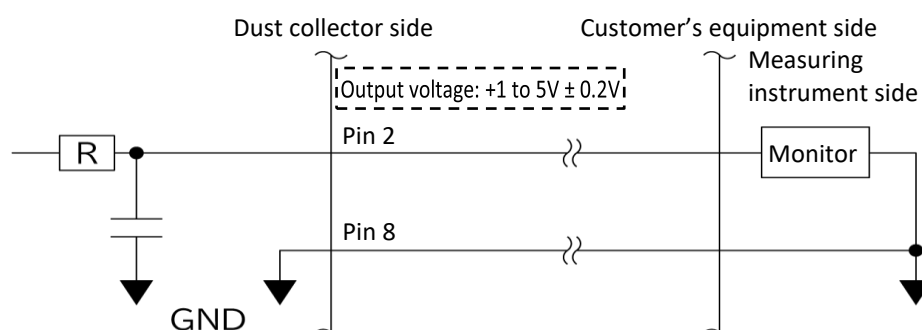 Dust collector side
Customer’s equipment side
Measuring
instrument side
Output voltage: +1 to 5V ± 0.2V
Pin 2
R
Monitor
Pin 8
GND